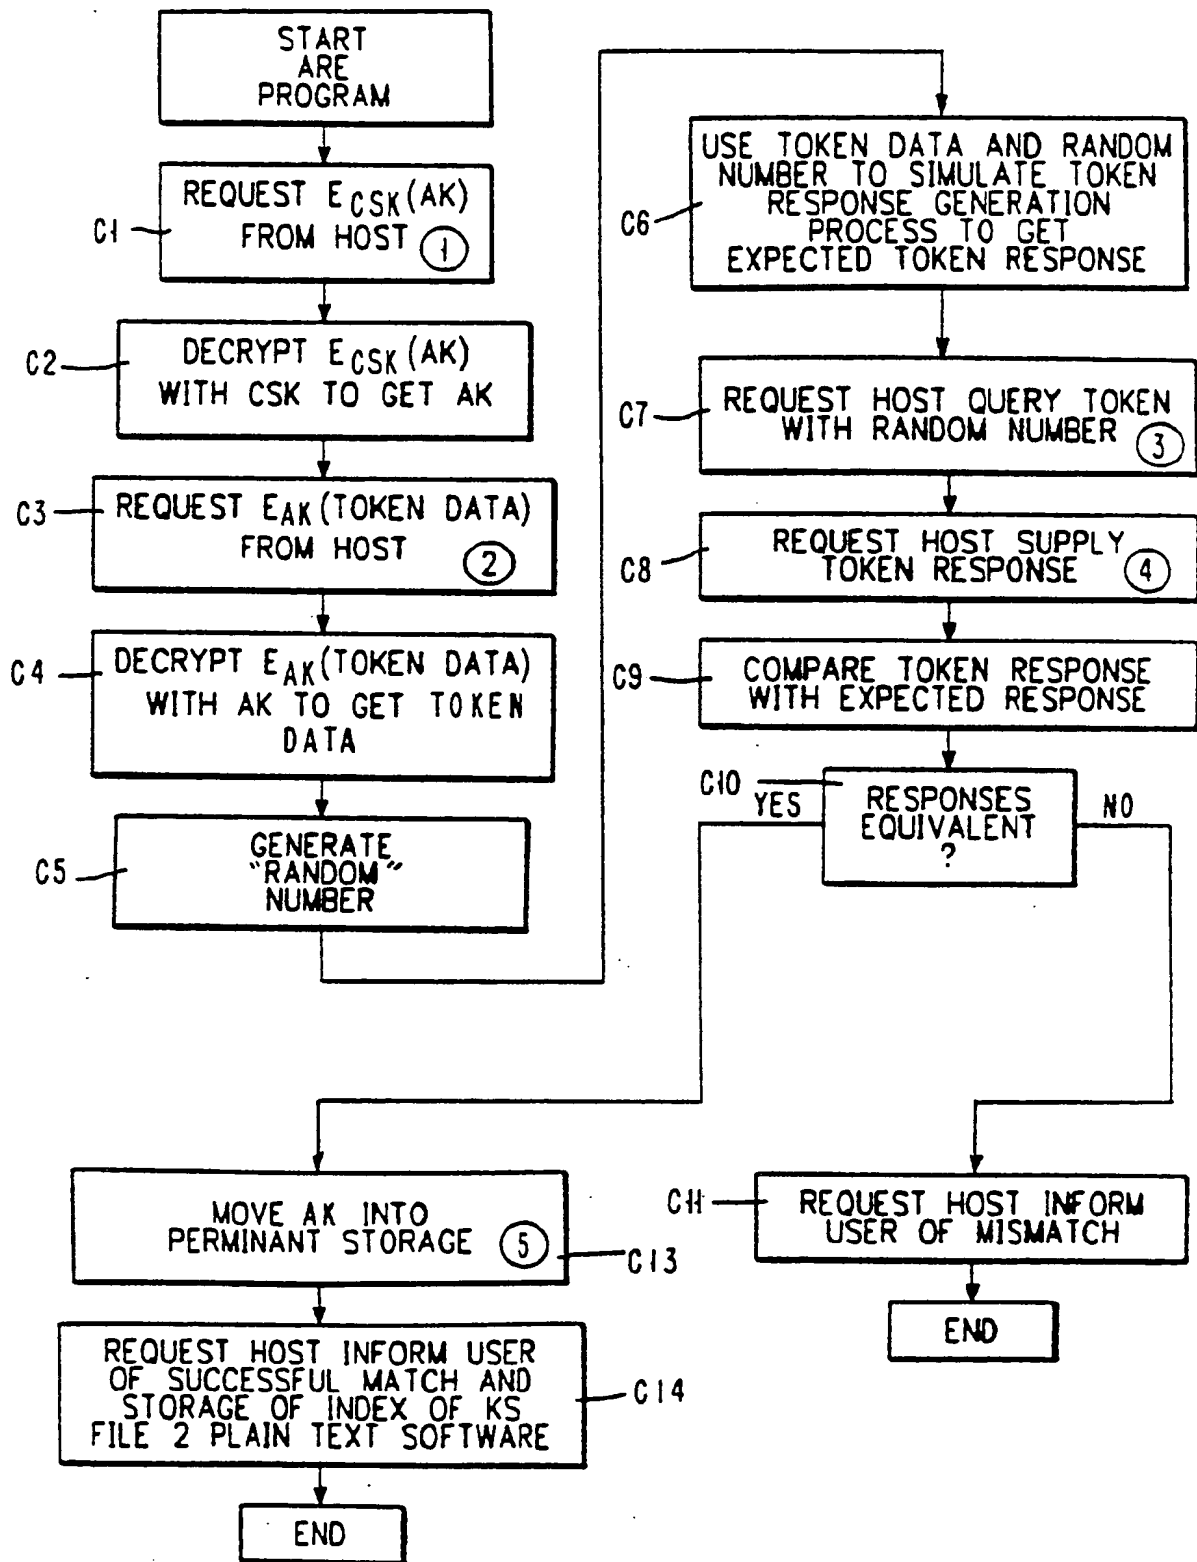 START
ARE
PROGRAM
C1
REQUEST ECSK(AK)
FROM HOST 1
C2
DECRYPT ECSK(AK)
WITH CSK TO GET AK
C3
REQUEST EAK(TOKEN DATA)
FROM HOST 2
C4
DECRYPT EAK(TOKEN DATA)
WITH AK TO GET TOKEN
DATA
C5
GENERATE
"RANDOM"
NUMBER
C6
USE TOKEN DATA AND RANDOM
NUMBER TO SIMULATE TOKEN
RESPONSE GENERATION
PROCESS TO GET
EXPECTED TOKEN RESPONSE
C7
REQUEST HOST QUERY TOKEN
WITH RANDOM NUMBER 3
C8
REQUEST HOST SUPPLY
TOKEN RESPONSE 4
C9
COMPARE TOKEN RESPONSE
WITH EXPECTED RESPONSE
C10
YES
RESPONSES
EQUIVALENT
?
NO
MOVE AK INTO
PERMINANT STORAGE 5
C13
REQUEST HOST INFORM USER
OF SUCCESSFUL MATCH AND
STORAGE OF INDEX OF KS
FILE 2 PLAIN TEXT SOFTWARE
C14
END
C11
REQUEST HOST INFORM
USER OF MISMATCH
END